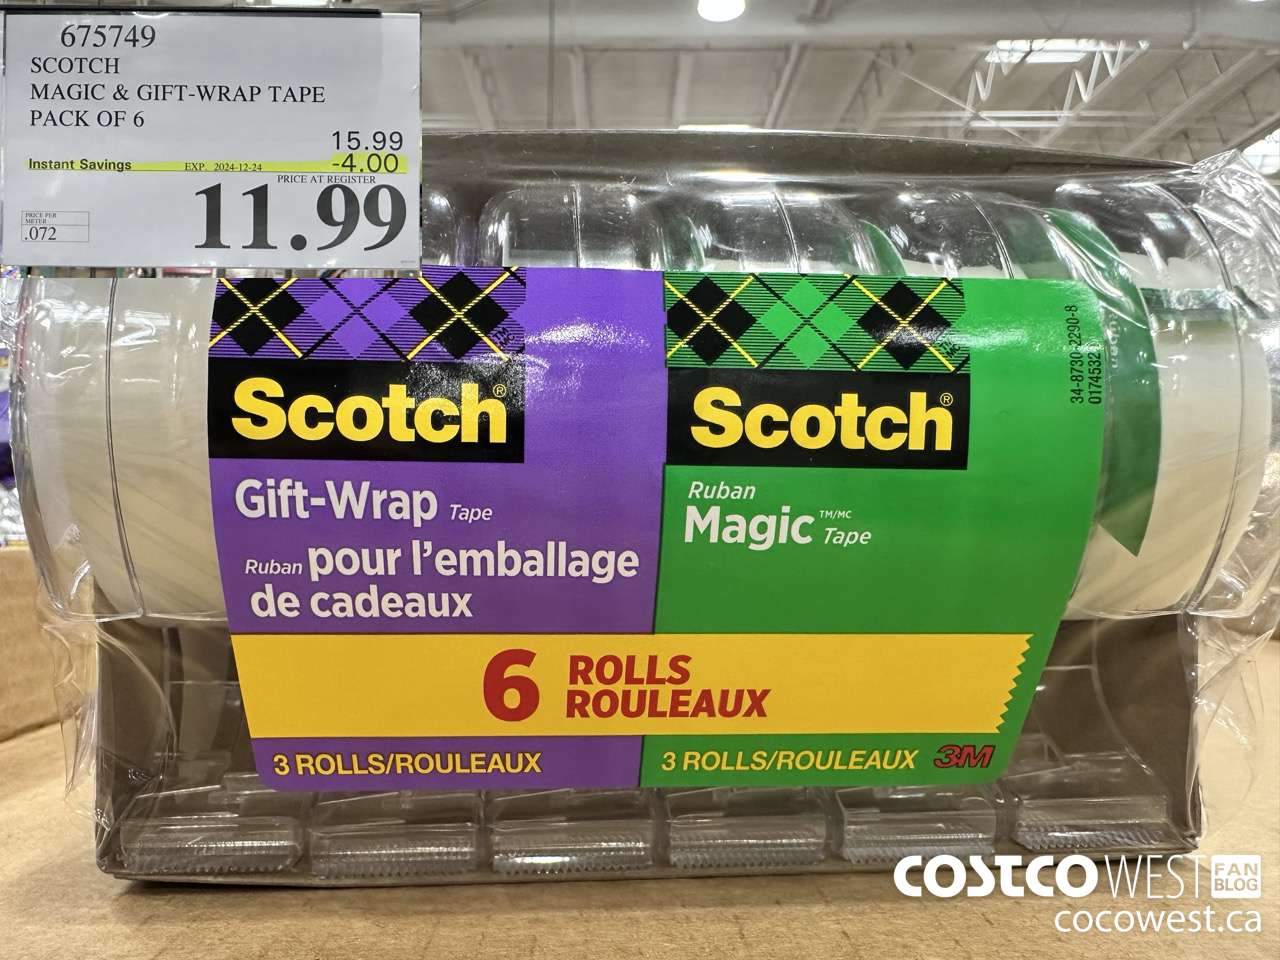 675749
SCOTCH
MAGIC & GIFT-WRAP TAPE
PACK OF 6
15.99
Instant Savings EXP. 2024-12-24 -4.00
PRICE AT REGISTER
11.99
PRICE PER
METER
.072
Scotch®
Gift-Wrap Tape
Ruban pour l'emballage
de cadeaux
Scotch®
Ruban
Magic TM/MC Tape
34-8730-2290-8
0174532
6 ROLLS
ROULEAUX
3 ROLLS/ROULEAUX
3 ROLLS/ROULEAUX 3M
COSTCO WEST FAN BLOG
cocowest.ca